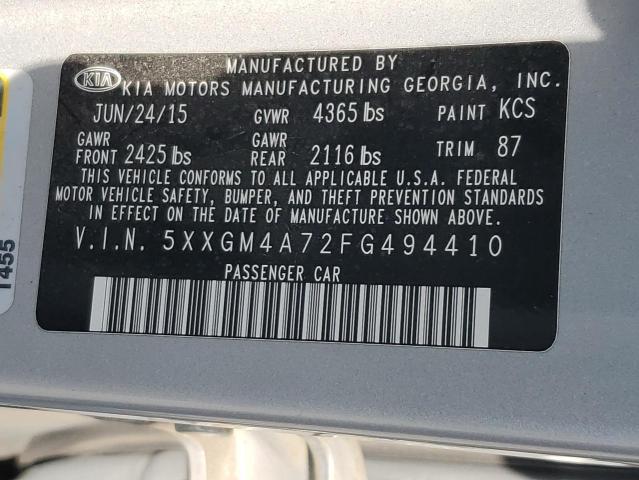 KIA
MANUFACTURED BY
KIA MOTORS MANUFACTURING GEORGIA, INC.
JUN/24/15 GVWR 4365 lbs PAINT KCS
GAWR FRONT 2425 lbs GAWR REAR 2116 lbs TRIM 87
THIS VEHICLE CONFORMS TO ALL APPLICABLE U.S.A. FEDERAL
MOTOR VEHICLE SAFETY, BUMPER, AND THEFT PREVENTION STANDARDS
IN EFFECT ON THE DATE OF MANUFACTURE SHOWN ABOVE.
V.I.N. 5XXGM4A72FG494410
PASSENGER CAR
T455